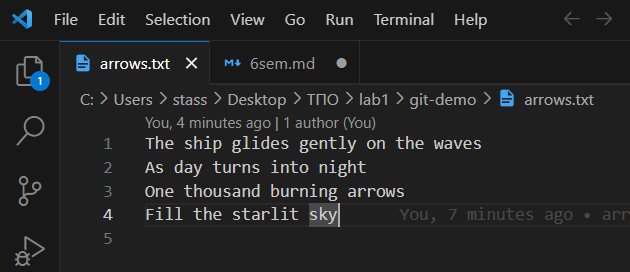 File Edit Selection View Go Run Terminal Help
arrows.txt 6sem.md
C: > Users > stass > Desktop > ТПО > lab1 > git-demo > arrows.txt
You, 4 minutes ago | 1 author (You)
1 The ship glides gently on the waves
2 As day turns into night
3 One thousand burning arrows
4 Fill the starlit sky You, 7 minutes ago • arr
5
1